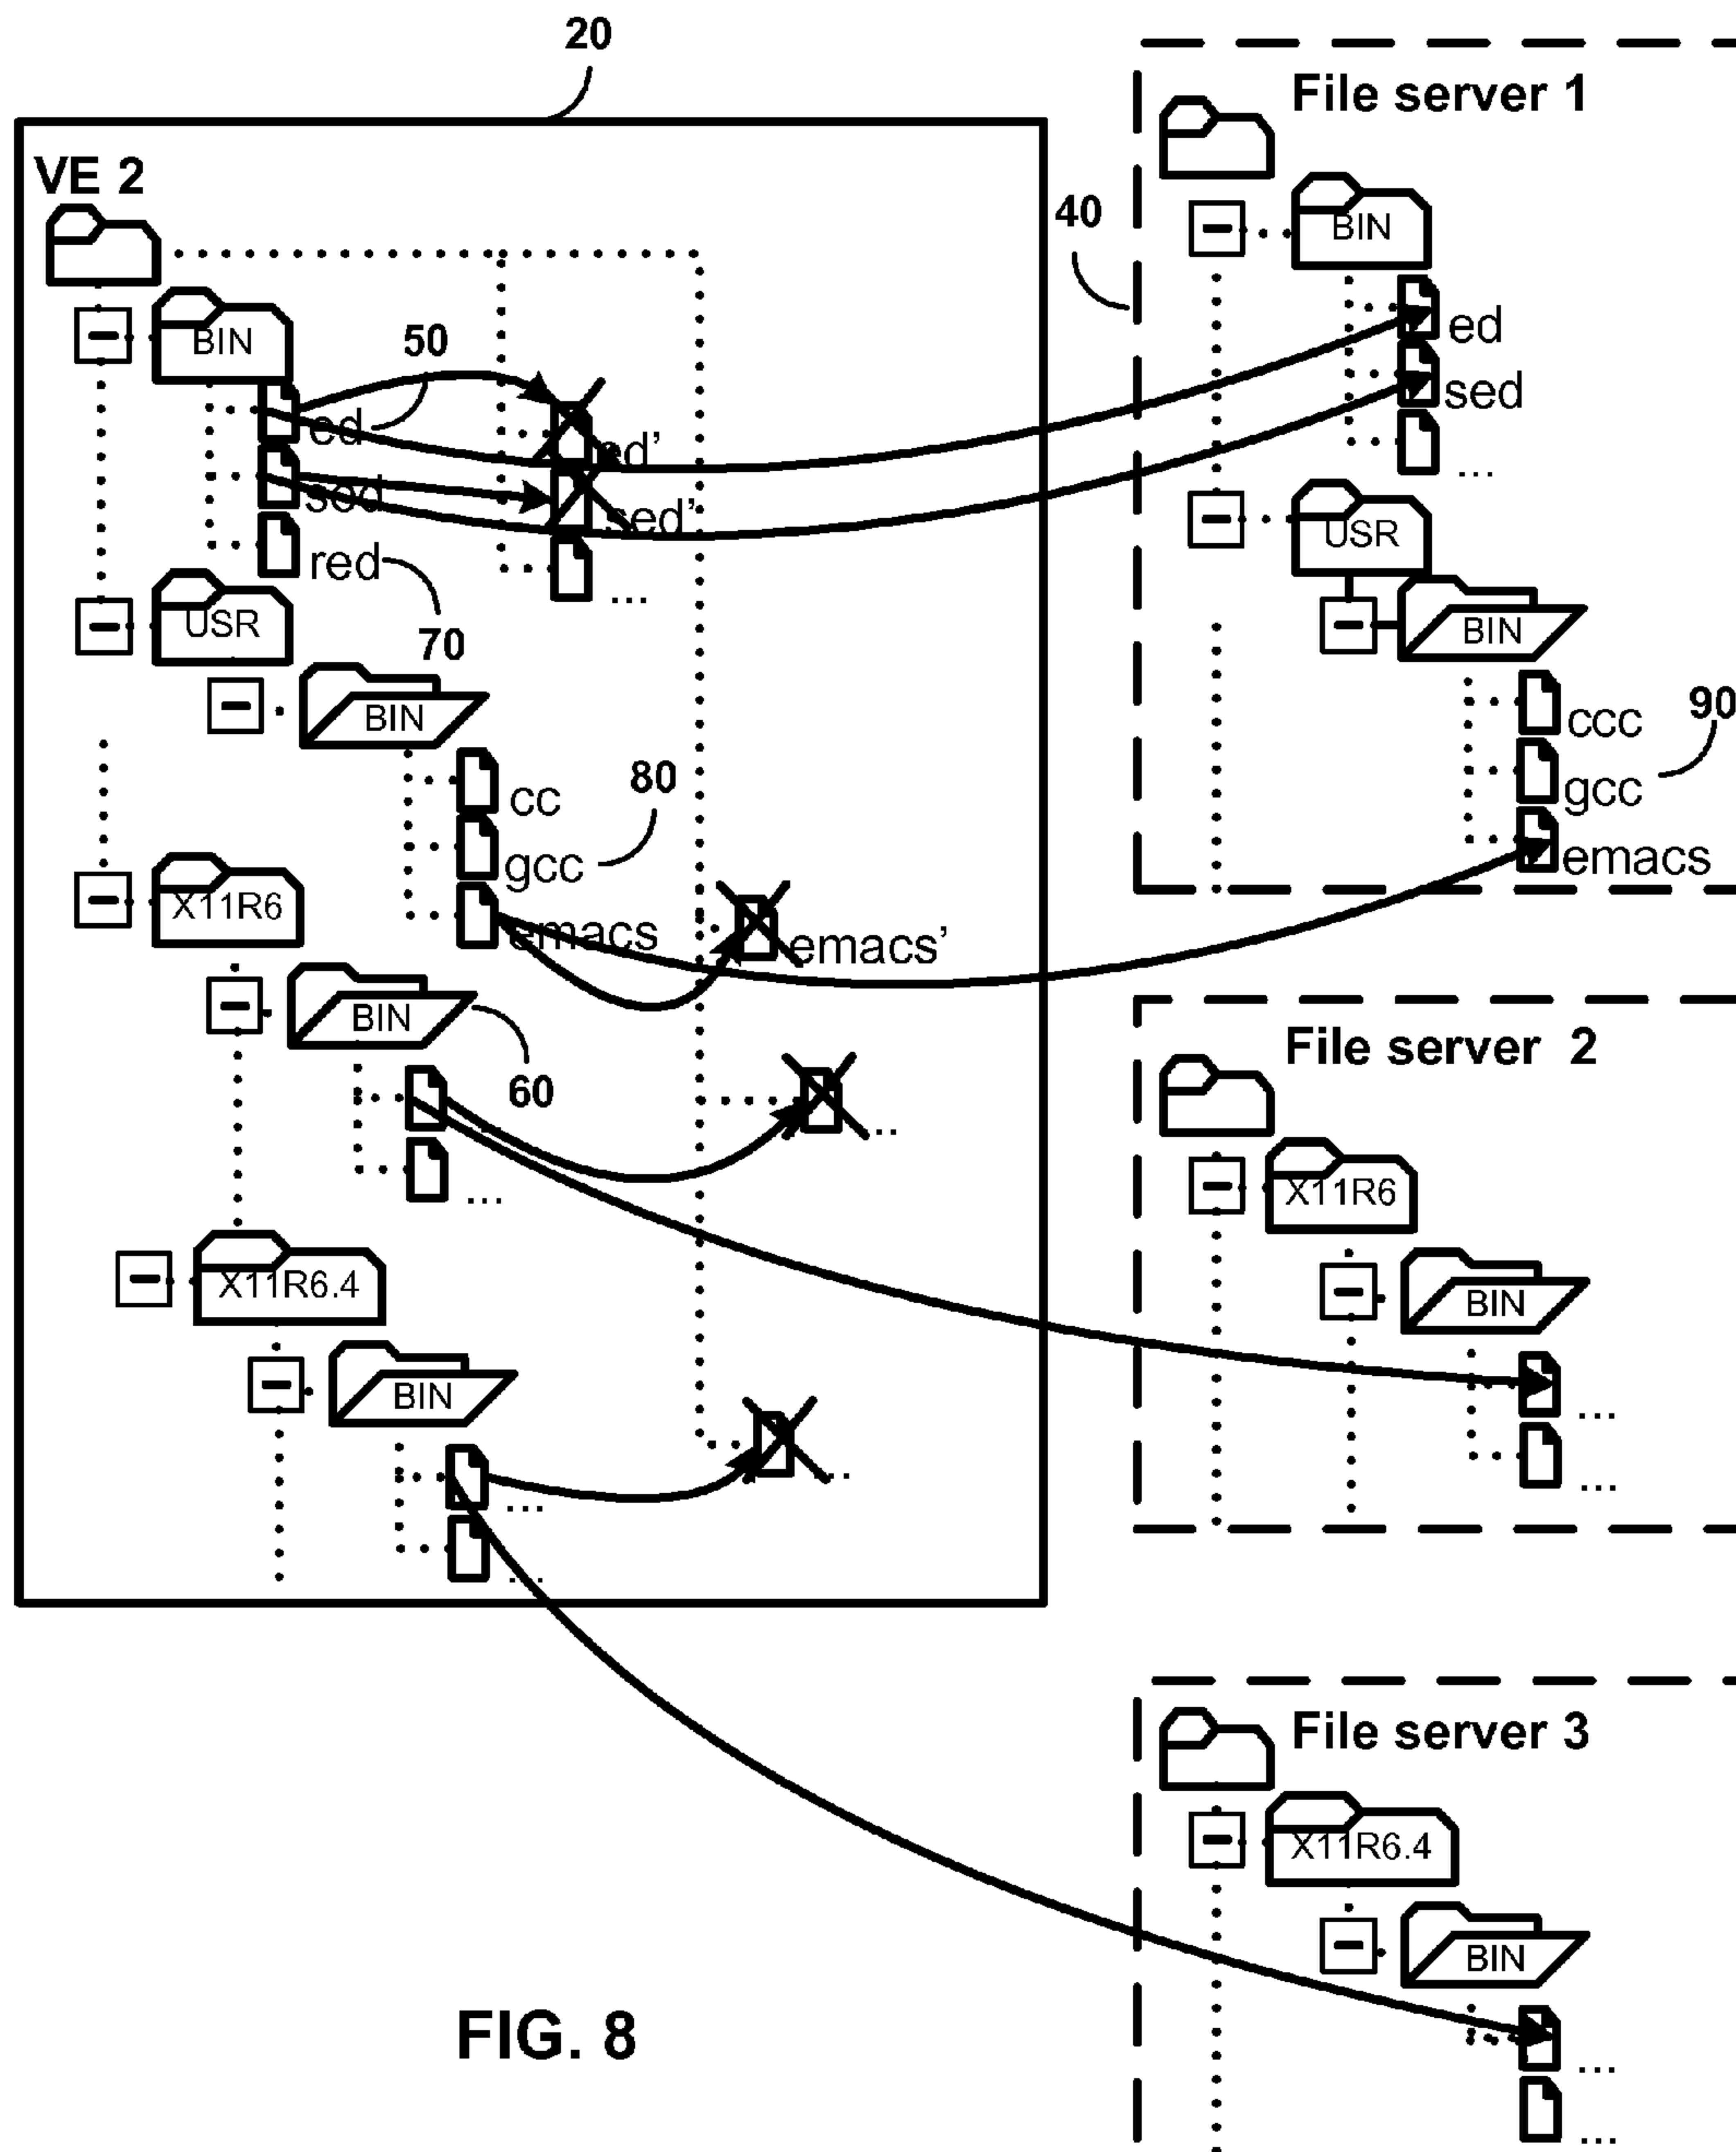 20
VE 2
BIN
50
ed
ed'
sed
sed'
red
...
70
USR
BIN
cc
80
gcc
emacs
emacs'
X11R6
BIN
60
..
...
X11R6.4
BIN
..
...
...
File server 1
40
BIN
ed
sed
...
USR
BIN
ccc
90
gcc
emacs
File server 2
X11R6
BIN
...
...
File server 3
X11R6.4
BIN
...
...
FIG. 8